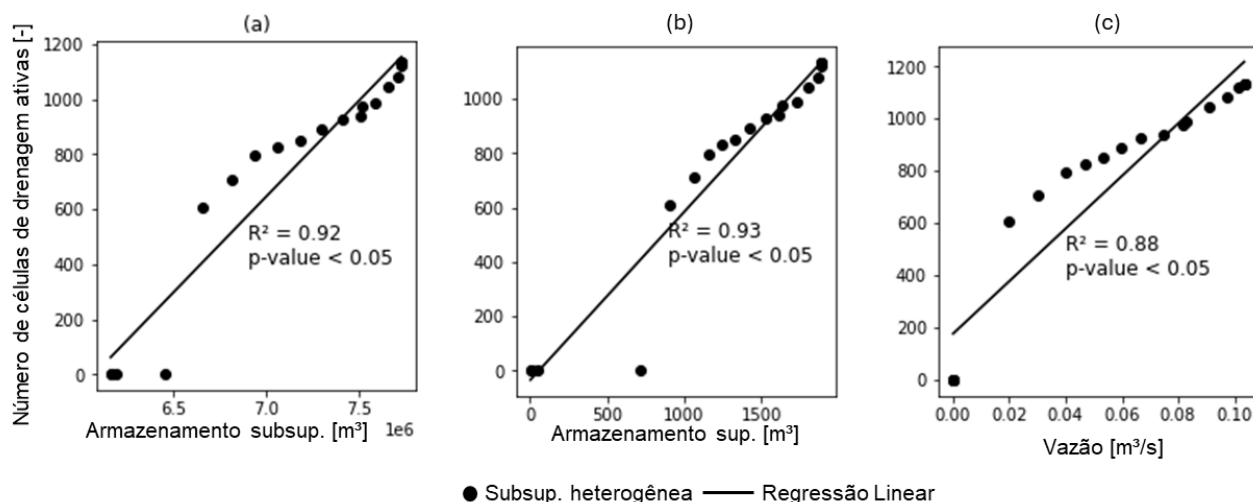 (a)
(b)
(c)
Número de células de drenagem ativas [-]
1200
1000
800
600
400
200
0
R² = 0.92
p-value < 0.05
6.5
7.0
7.5
1e6
Armazenamento subsup. [m³]
1000
800
600
400
200
0
R² = 0.93
p-value < 0.05
0
500
1000
1500
Armazenamento sup. [m³]
1200
1000
800
600
400
200
0
R² = 0.88
p-value < 0.05
0.00
0.02
0.04
0.06
0.08
0.10
Vazão [m³/s]
Subsup. heterogênea
Regressão Linear